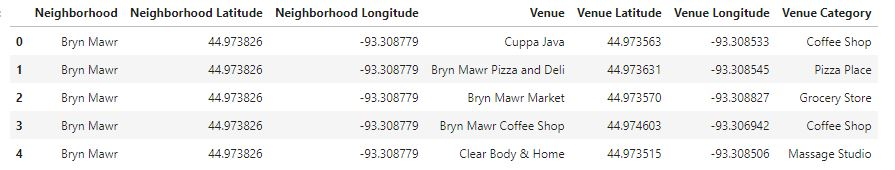 Neighborhood Neighborhood Latitude Neighborhood Longitude Venue Venue Latitude Venue Longitude Venue Category
0 Bryn Mawr 44.973826 -93.308779 Cuppa Java 44.973563 -93.308533 Coffee Shop
1 Bryn Mawr 44.973826 -93.308779 Bryn Mawr Pizza and Deli 44.973631 -93.308545 Pizza Place
2 Bryn Mawr 44.973826 -93.308779 Bryn Mawr Market 44.973570 -93.308827 Grocery Store
3 Bryn Mawr 44.973826 -93.308779 Bryn Mawr Coffee Shop 44.974603 -93.306942 Coffee Shop
4 Bryn Mawr 44.973826 -93.308779 Clear Body & Home 44.973515 -93.308506 Massage Studio